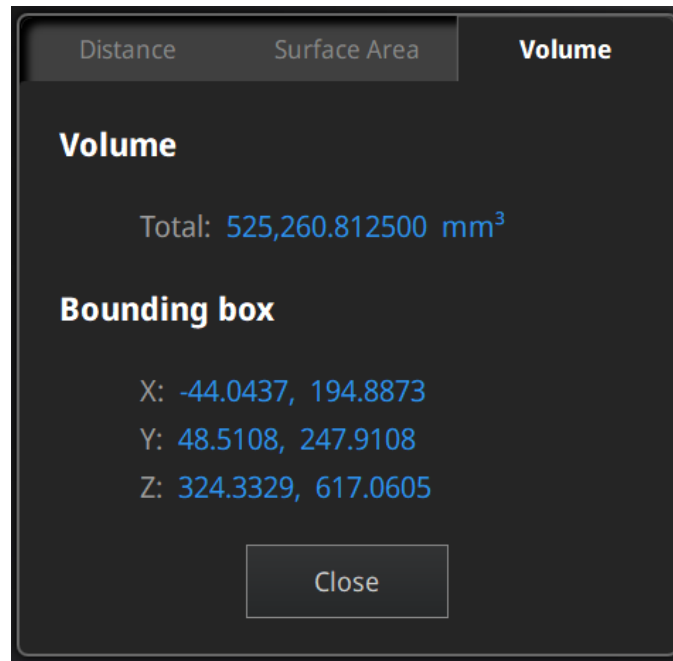 Distance Surface Area Volume
Volume
Total: 525,260.812500 mm³
Bounding box
X: -44.0437, 194.8873
Y: 48.5108, 247.9108
Z: 324.3329, 617.0605
Close